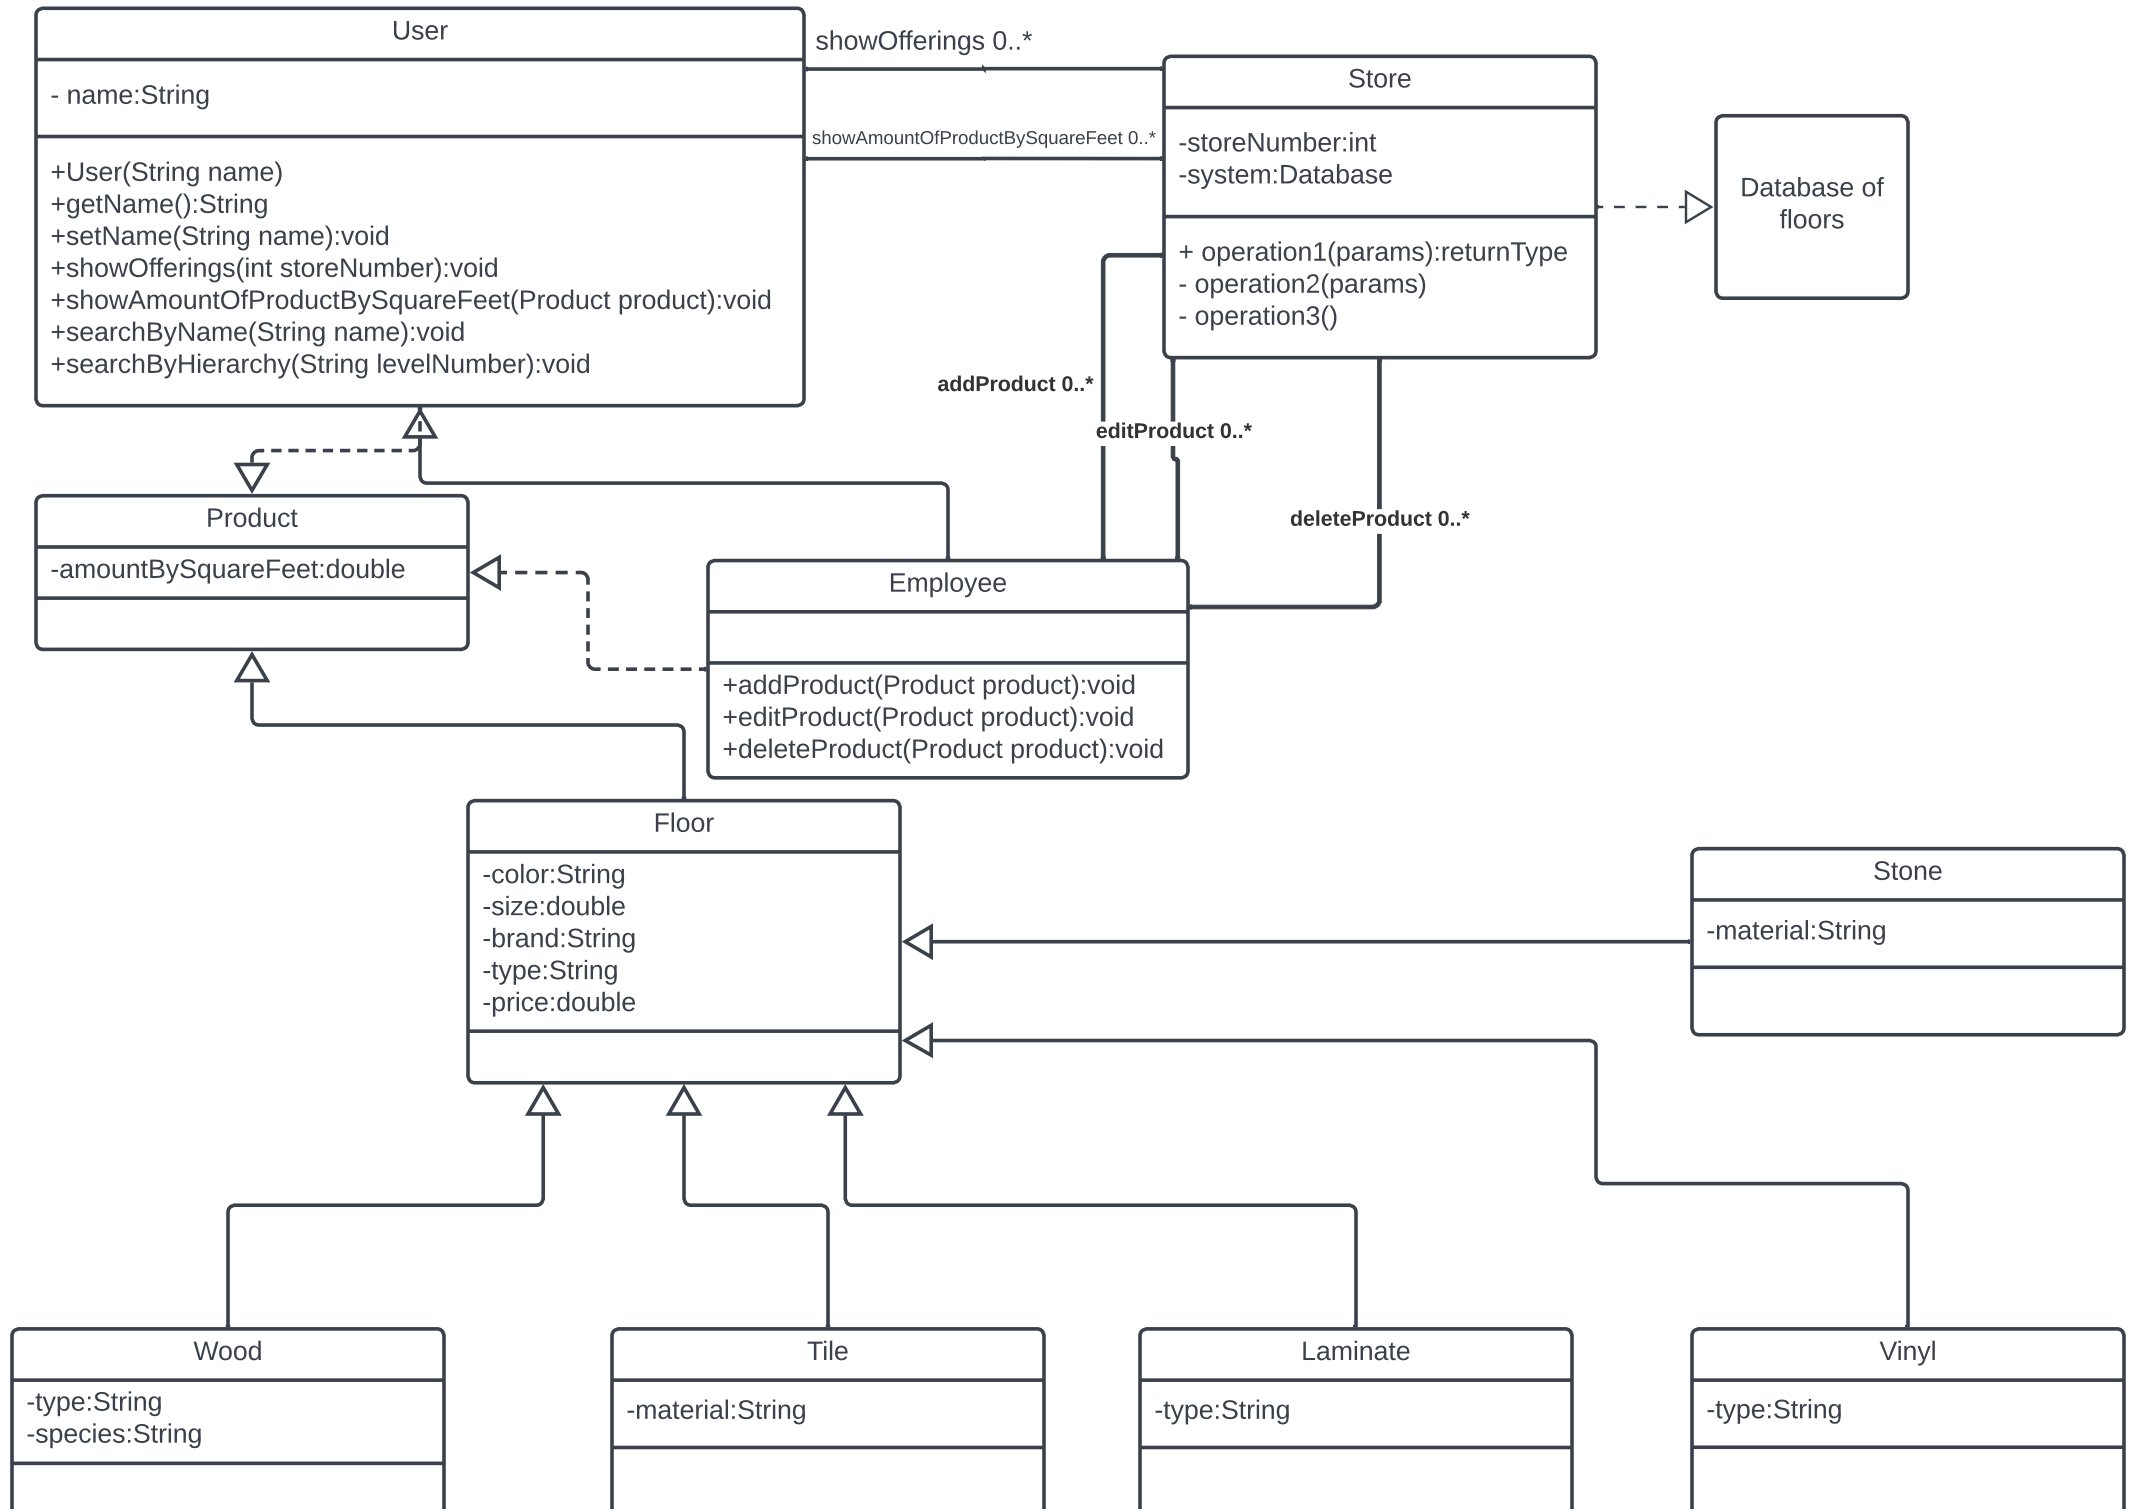 User
- name:String
+User(String name)
+getName():String
+setName(String name):void
+showOfferings(int storeNumber):void
+showAmountOfProductBySquareFeet(Product product):void
+searchByName(String name):void
+searchByHierarchy(String levelNumber):void
showOfferings 0..*
showAmountOfProductBySquareFeet 0..*
Store
-storeNumber:int
-system:Database
+ operation1(params):returnType
- operation2(params)
- operation3()
Database of
floors
addProduct 0..*
editProduct 0..*
deleteProduct 0..*
Product
-amountBySquareFeet:double
Employee
+addProduct(Product product):void
+editProduct(Product product):void
+deleteProduct(Product product):void
Floor
-color:String
-size:double
-brand:String
-type:String
-price:double
Stone
-material:String
Wood
-type:String
-species:String
Tile
-material:String
Laminate
-type:String
Vinyl
-type:String